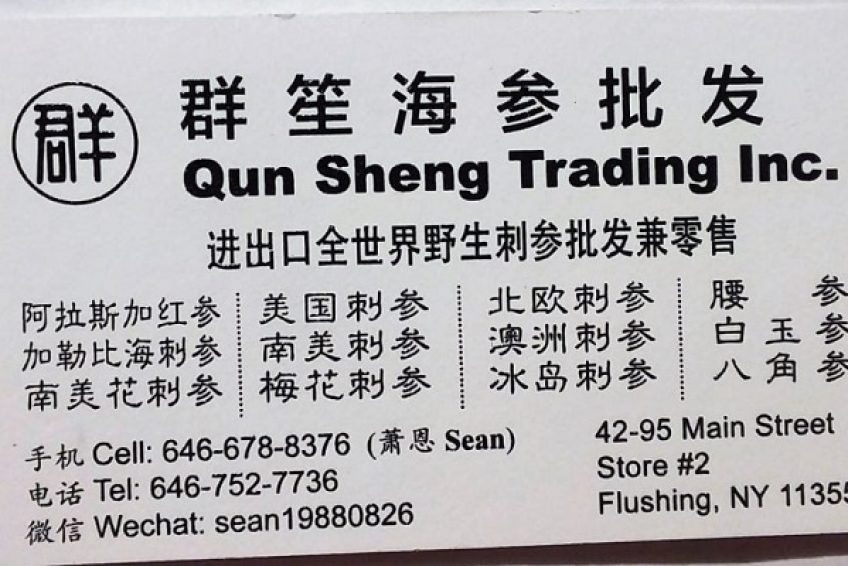 群
群笙海参批发
Qun Sheng Trading Inc.
进出口全世界野生刺参批发兼零售
阿拉斯加红参
加勒比海刺参
南美花刺参
美国刺参
南美刺参
梅花刺参
北欧刺参
澳洲刺参
冰岛刺参
腰参
白玉参
八角参
手机 Cell: 646-678-8376 (萧恩 Sean)
电话 Tel: 646-752-7736
微信 Wechat: sean19880826
42-95 Main Street
Store #2
Flushing, NY 11355